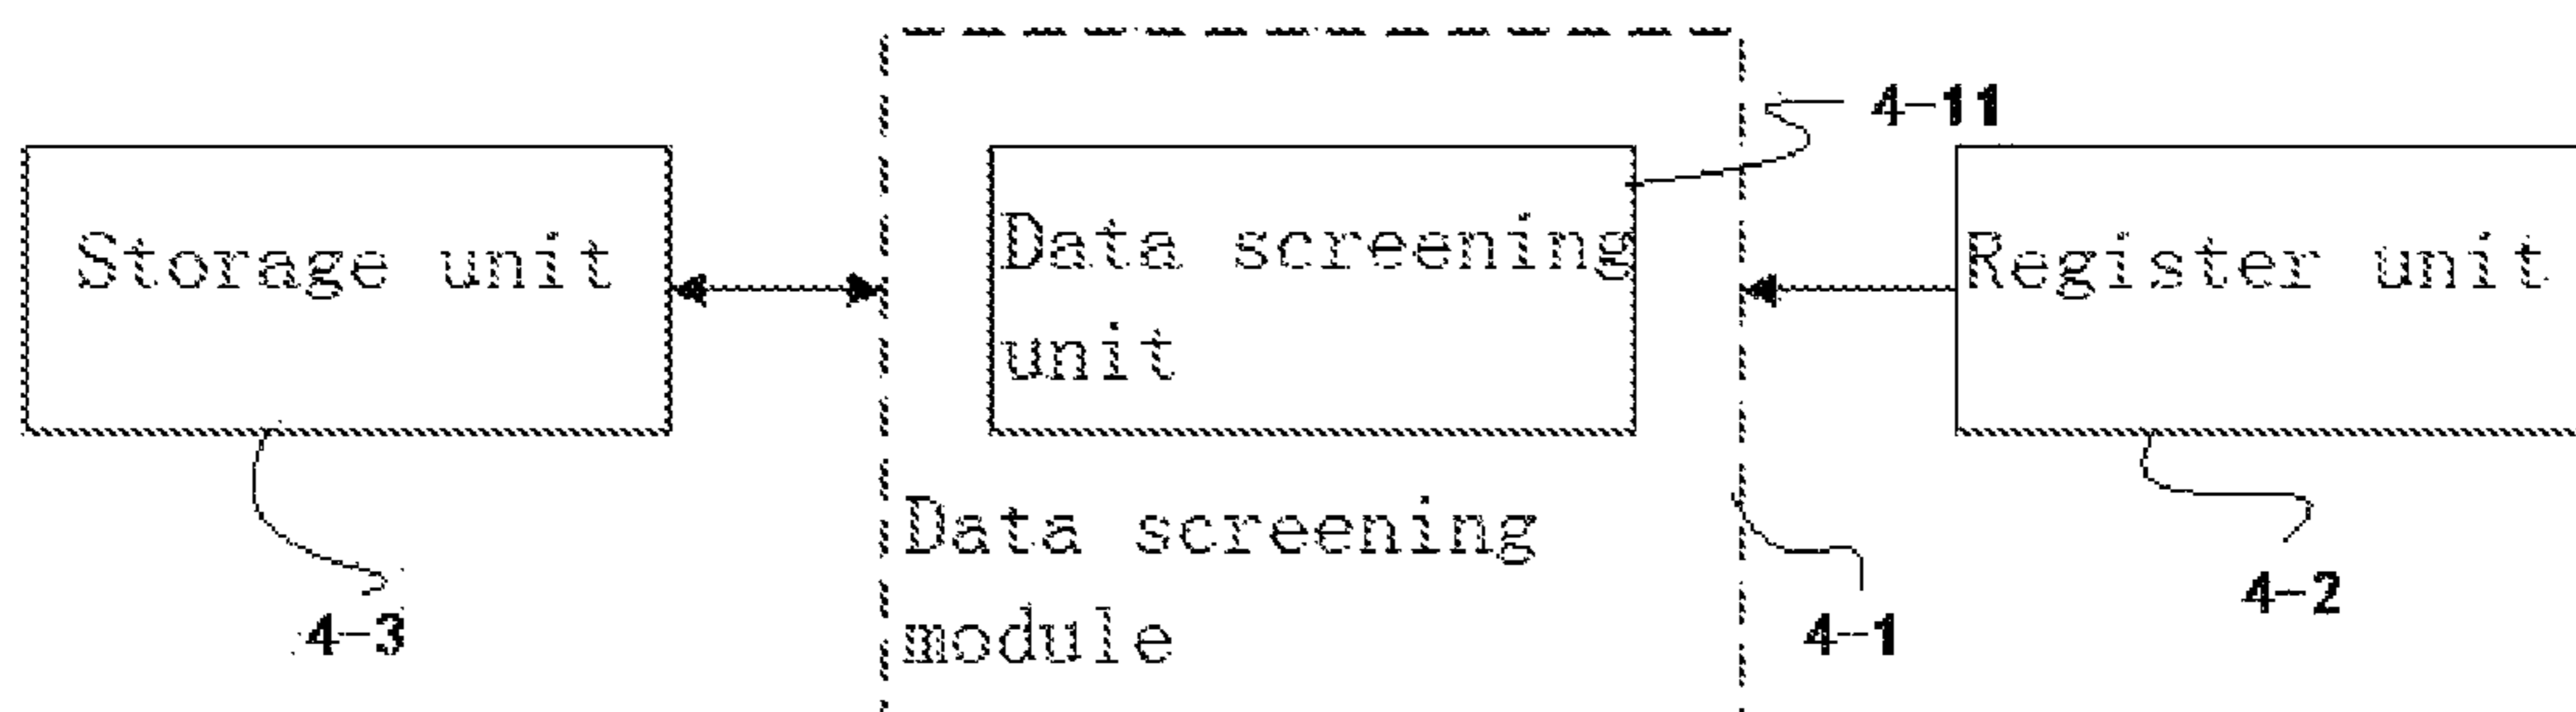 4-11
Storage unit
Data screening
unit
Register unit
Data screening
module
4-3
4-1
4-2